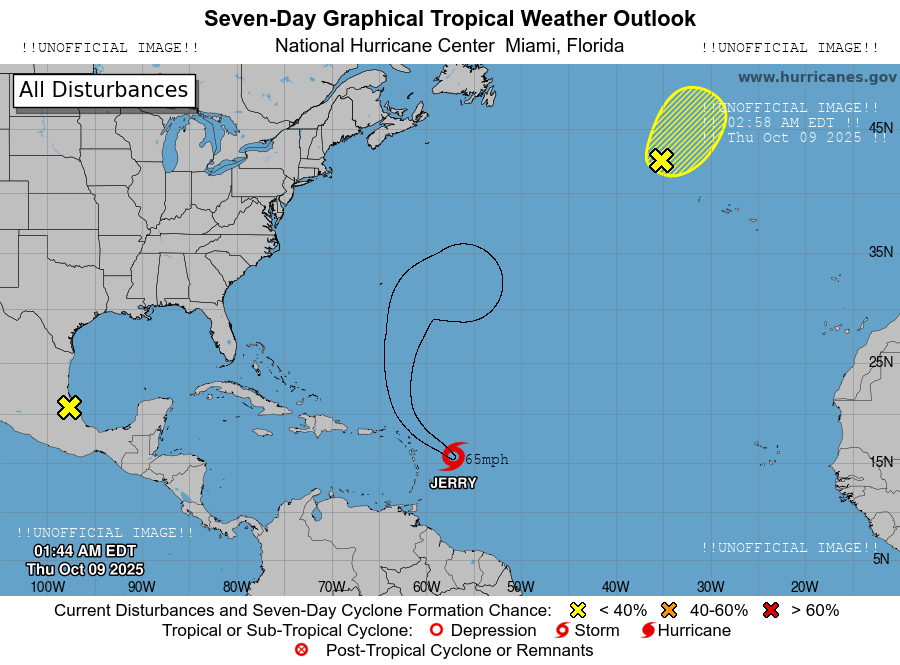 Seven-Day Graphical Tropical Weather Outlook
!!UNOFFICIAL IMAGE!! National Hurricane Center Miami, Florida !!UNOFFICIAL IMAGE!!
All Disturbances
www.hurricanes.gov
!!UNOFFICIAL IMAGE!!
!! 02:58 AM EDT !!
!! Thu Oct 09 2025 !!
45N
35N
25N
65mph
15N
JERRY
!!UNOFFICIAL IMAGE!!
01:44 AM EDT
Thu Oct 09 2025
!!UNOFFICIAL IMAGE!!
5N
100W 90W 80W 70W 60W 50W 40W 30W 20W
Current Disturbances and Seven-Day Cyclone Formation Chance: < 40% 40-60% > 60%
Tropical or Sub-Tropical Cyclone: Depression Storm Hurricane
Post-Tropical Cyclone or Remnants